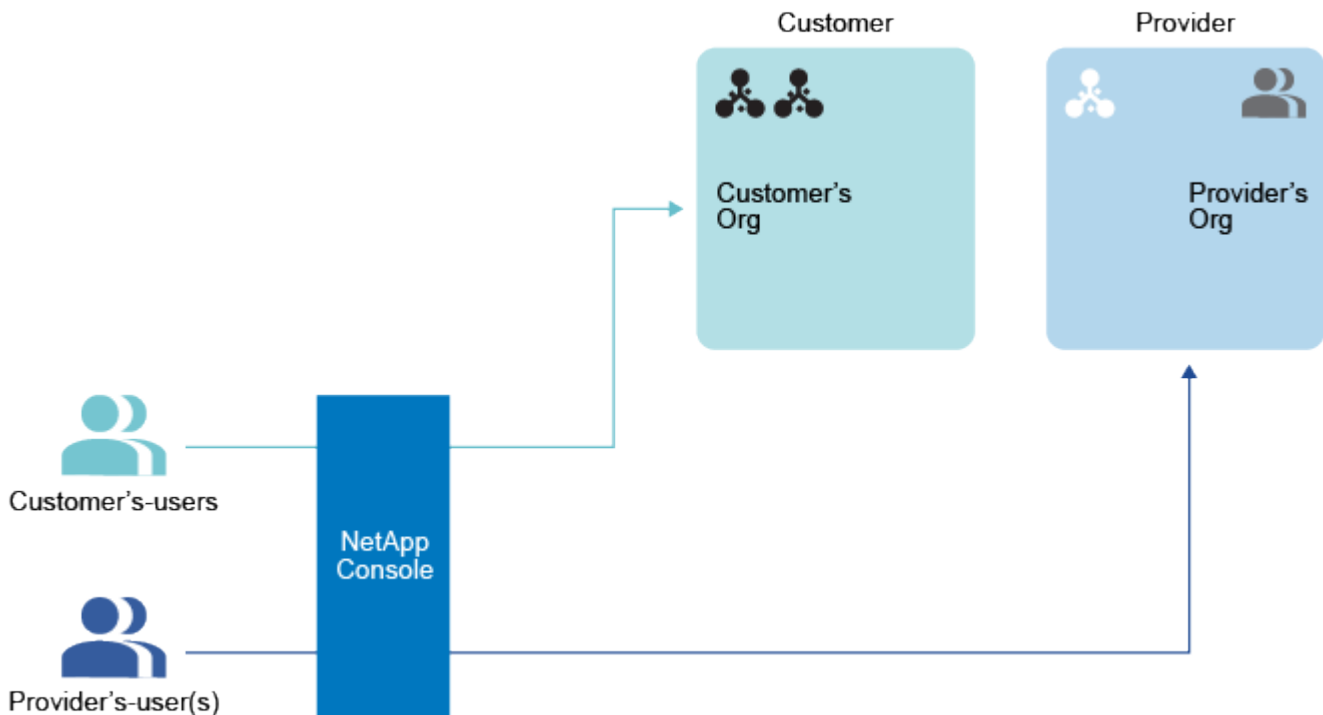 Customer
Provider
Customer’s
Org
Provider’s
Org
Customer’s-users
NetApp
Console
Provider’s-user(s)